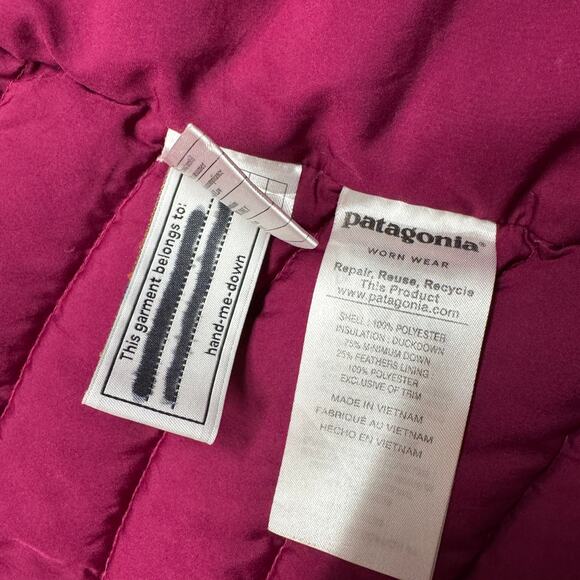 This garment belongs to:
hand-me-down
patagonia®
WORN WEAR
Repair, Reuse, Recycle
This Product
www.patagonia.com
SHELL : 100% POLYESTER
INSULATION : DUCKDOWN
75% MINIMUM DOWN
25% FEATHERS LINING :
100% POLYESTER
EXCLUSIVE OF TRIM
MADE IN VIETNAM
FABRIQUÉ AU VIETNAM
HECHO EN VIETNAM